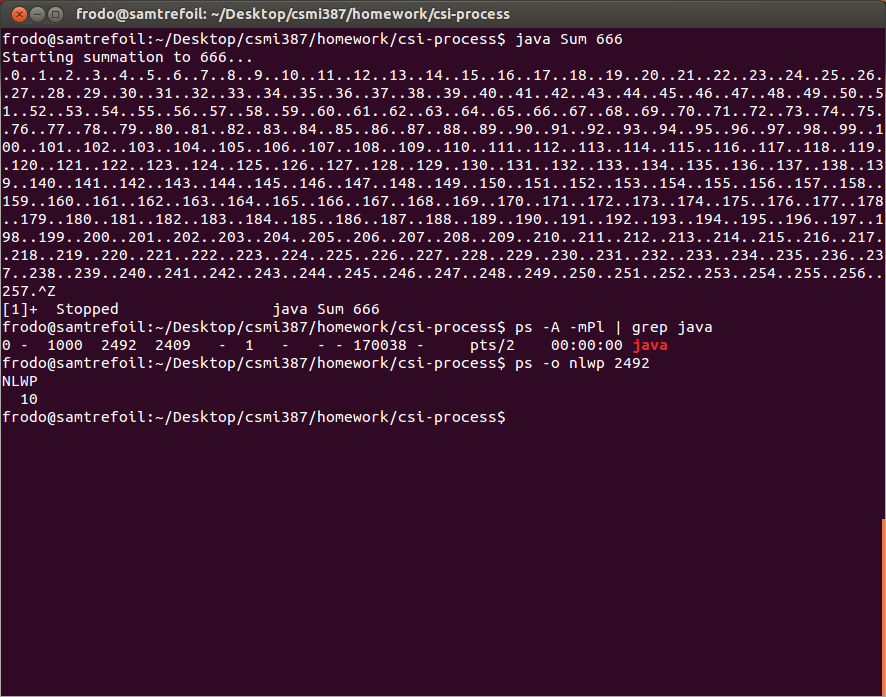 frodo@samtrefoil: ~/Desktop/csmi387/homework/csi-process
frodo@samtrefoil:~/Desktop/csmi387/homework/csi-process$ java Sum 666
Starting summation to 666...
.0..1..2..3..4..5..6..7..8..9..10..11..12..13..14..15..16..17..18..19..20..21..22..23..24..25..26.
.27..28..29..30..31..32..33..34..35..36..37..38..39..40..41..42..43..44..45..46..47..48..49..50..5
1..52..53..54..55..56..57..58..59..60..61..62..63..64..65..66..67..68..69..70..71..72..73..74..75.
.76..77..78..79..80..81..82..83..84..85..86..87..88..89..90..91..92..93..94..95..96..97..98..99..1
00..101..102..103..104..105..106..107..108..109..110..111..112..113..114..115..116..117..118..119.
.120..121..122..123..124..125..126..127..128..129..130..131..132..133..134..135..136..137..138..13
9..140..141..142..143..144..145..146..147..148..149..150..151..152..153..154..155..156..157..158..
159..160..161..162..163..164..165..166..167..168..169..170..171..172..173..174..175..176..177..178
..179..180..181..182..183..184..185..186..187..188..189..190..191..192..193..194..195..196..197..1
98..199..200..201..202..203..204..205..206..207..208..209..210..211..212..213..214..215..216..217.
.218..219..220..221..222..223..224..225..226..227..228..229..230..231..232..233..234..235..236..23
7..238..239..240..241..242..243..244..245..246..247..248..249..250..251..252..253..254..255..256..
257.^Z
[1]+  Stopped                 java Sum 666
frodo@samtrefoil:~/Desktop/csmi387/homework/csi-process$ ps -A -mPl | grep java
0 -  1000  2492  2409   -  1   -   - - 170038 -     pts/2    00:00:00 java
frodo@samtrefoil:~/Desktop/csmi387/homework/csi-process$ ps -o nlwp 2492
NLWP
  10
frodo@samtrefoil:~/Desktop/csmi387/homework/csi-process$